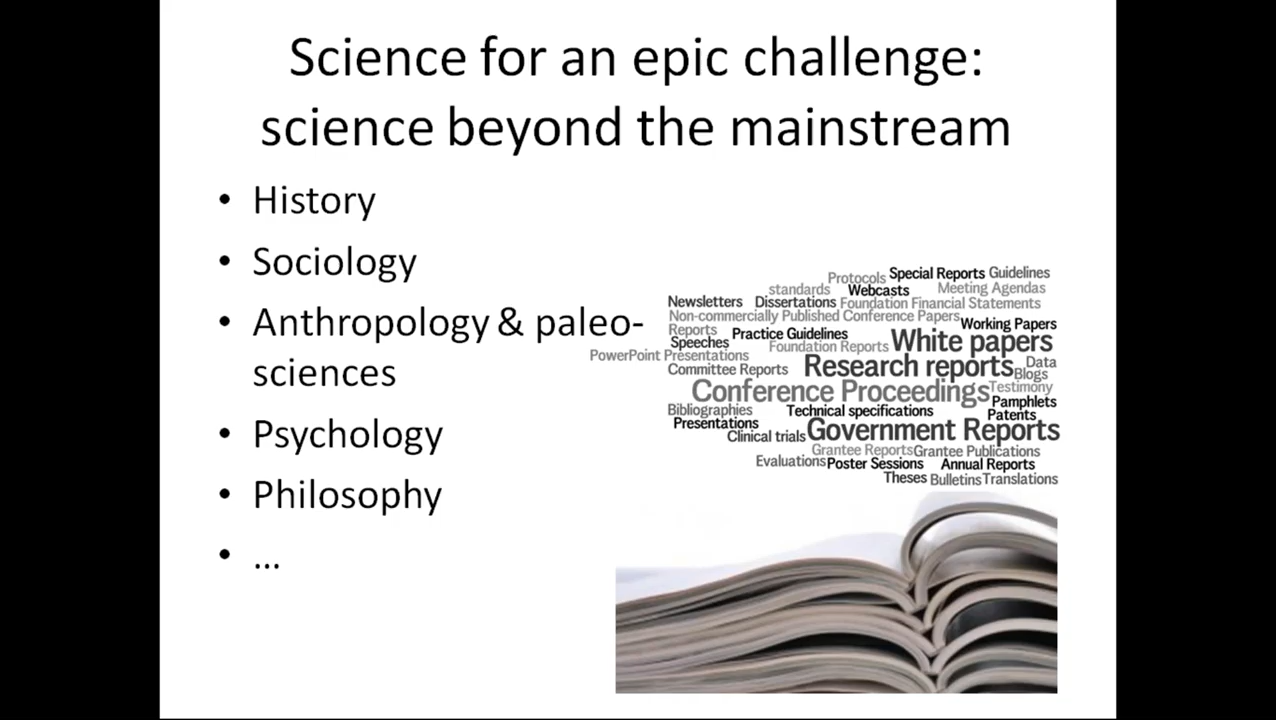 Science for an epic challenge:
science beyond the mainstream
• History
• Sociology
• Anthropology & paleo-
sciences
• Psychology
• Philosophy
• ...
Protocols Special Reports Guidelines
standards Webcasts Meeting Agendas
Newsletters Dissertations Foundation Financial Statements
Non-commercially Published Conference Papers Working Papers
Reports Practice Guidelines White papers
Speeches Foundation Reports
PowerPoint Presentations
Committee Reports Research reports Data
Blogs
Conference Proceedings Testimony
Pamphlets
Bibliographies Technical specifications Patents
Presentations
Clinical trials Government Reports
Grantee Reports Grantee Publications
Evaluations Poster Sessions Annual Reports
Theses Bulletins Translations